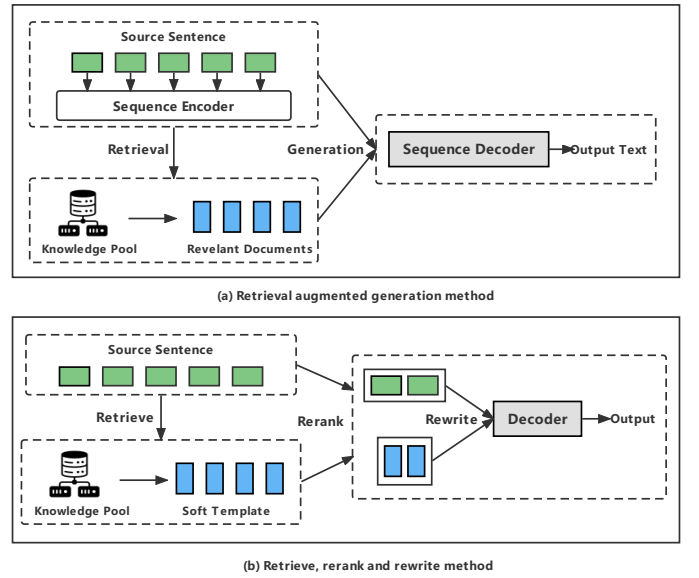 Source Sentence
Sequence Encoder
Retrieval
Generation
Sequence Decoder
Output Text
Knowledge Pool
Revelant Documents
(a) Retrieval augmented generation method
Source Sentence
Retrieve
Rerank
Rewrite
Decoder
Output
Knowledge Pool
Soft Template
(b) Retrieve, rerank and rewrite method